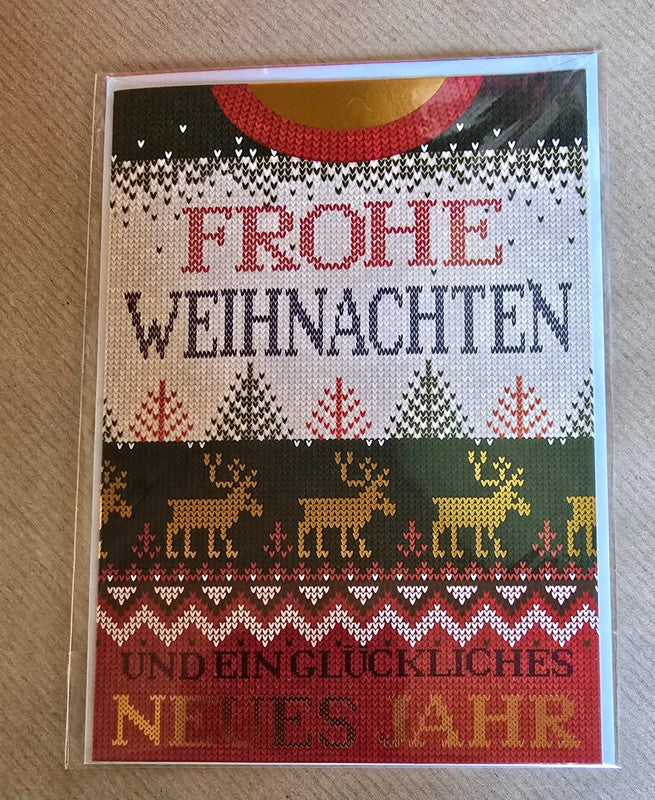 FROHE
WEIHNACHTEN
UND EIN GLÜCKLICHES
NEUES JAHR